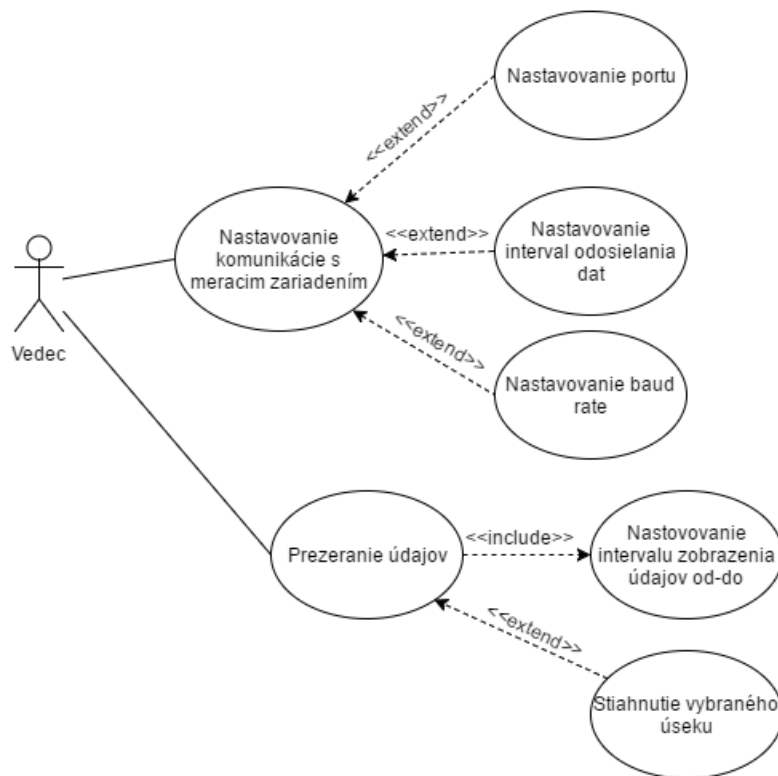 Nastavovanie portu
<<extend>>
Nastavovanie
komunikácie s
meracim zariadením
<<extend>>
Nastavovanie
interval odosielania
dat
<<extend>>
Nastavovanie baud
rate
Vedec
Prezeranie údajov
<<include>>
Nastovovanie
intervalu zobrazenia
údajov od-do
<<extend>>
Stiahnutie vybraného
úseku